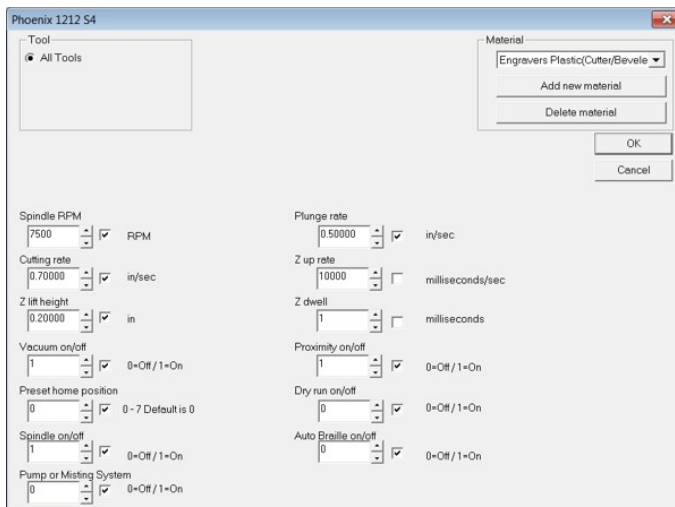 Phoenix 1212 S4
Tool
All Tools
Material
Engravers Plastic(Cutter/Bevele
Add new material
Delete material
OK
Cancel
Spindle RPM
7500
RPM
Cutting rate
0.70000
in/sec
Z lift height
0.20000
in
Vacuum on/off
1
0=Off / 1=On
Preset home position
0
0 - 7 Default is 0
Spindle on/off
1
0=Off / 1=On
Pump or Misting System
0
0=Off / 1=On
Plunge rate
0.50000
in/sec
Z up rate
10000
milliseconds/sec
Z dwell
1
milliseconds
Proximity on/off
1
0=Off / 1=On
Dry run on/off
0
0=Off / 1=On
Auto Braille on/off
0
0=Off / 1=On